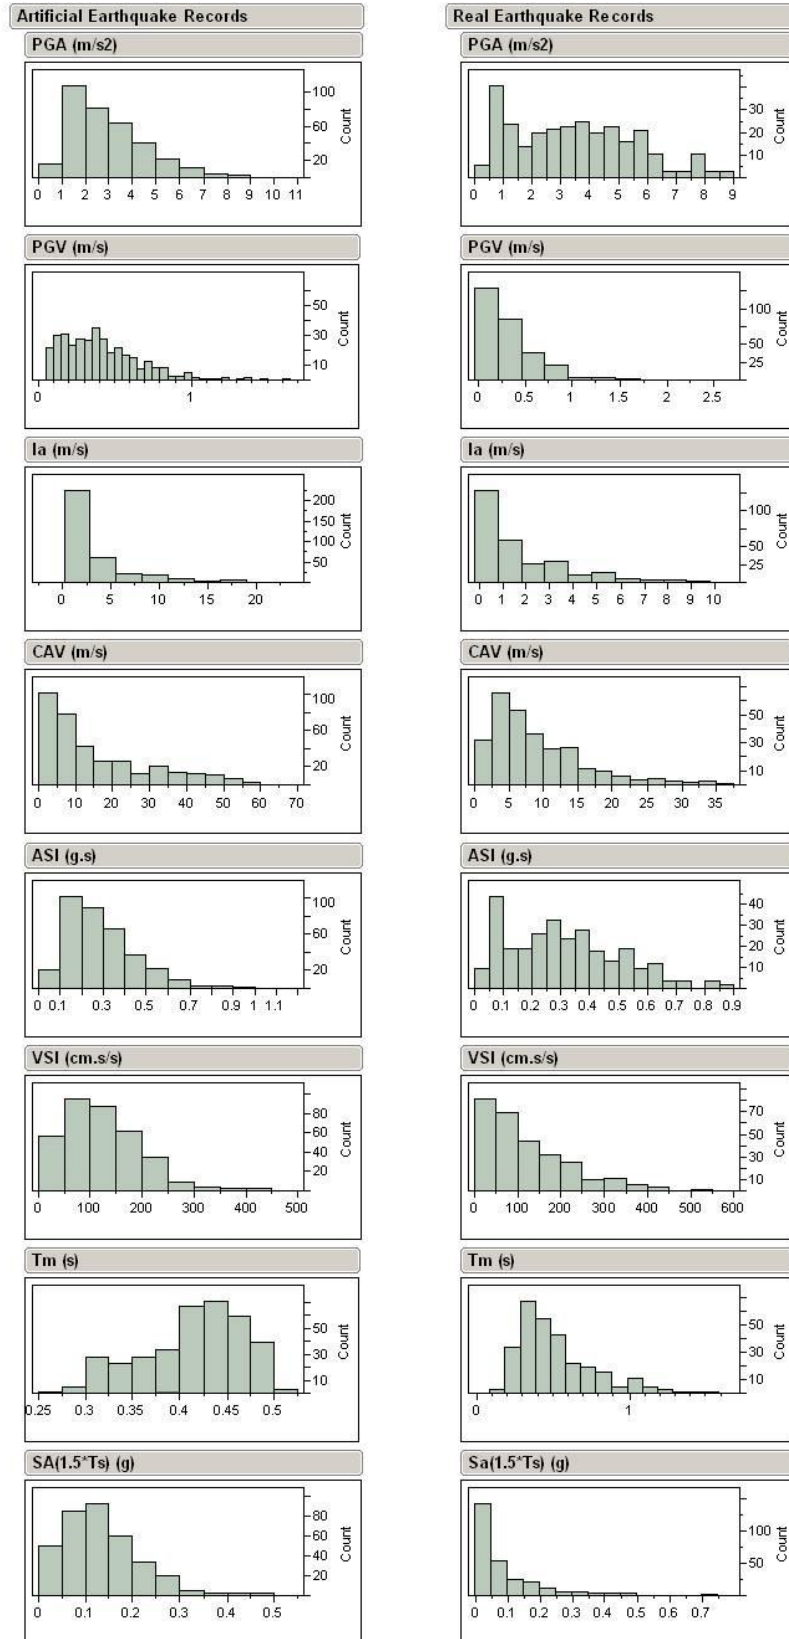 Artificial Earthquake Records
PGA (m/s2)
100
60
20
Count
0 1 2 3 4 5 6 7 8 9 10 11
PGV (m/s)
50
30
10
Count
0 1
Ia (m/s)
200
150
100
50
Count
0 5 10 15 20
CAV (m/s)
100
60
20
Count
0 10 20 30 40 50 60 70
ASI (g.s)
100
60
20
Count
0 0.1 0.3 0.5 0.7 0.9 1 1.1
VSI (cm.s/s)
80
60
40
20
Count
0 100 200 300 400 500
Tm (s)
50
30
10
Count
0.25 0.3 0.35 0.4 0.45 0.5
SA(1.5*Ts) (g)
80
60
40
20
Count
0 0.1 0.2 0.3 0.4 0.5
Real Earthquake Records
PGA (m/s2)
30
20
10
Count
0 1 2 3 4 5 6 7 8 9
PGV (m/s)
100
50
25
Count
0 0.5 1 1.5 2 2.5
Ia (m/s)
100
50
25
Count
0 1 2 3 4 5 6 7 8 9 10
CAV (m/s)
50
30
10
Count
0 5 10 15 20 25 30 35
ASI (g.s)
40
30
20
10
Count
0 0.1 0.2 0.3 0.4 0.5 0.6 0.7 0.8 0.9
VSI (cm.s/s)
70
50
30
10
Count
0 100 200 300 400 500 600
Tm (s)
50
30
10
Count
0 1
Sa(1.5*Ts) (g)
100
50
Count
0 0.1 0.2 0.3 0.4 0.5 0.6 0.7